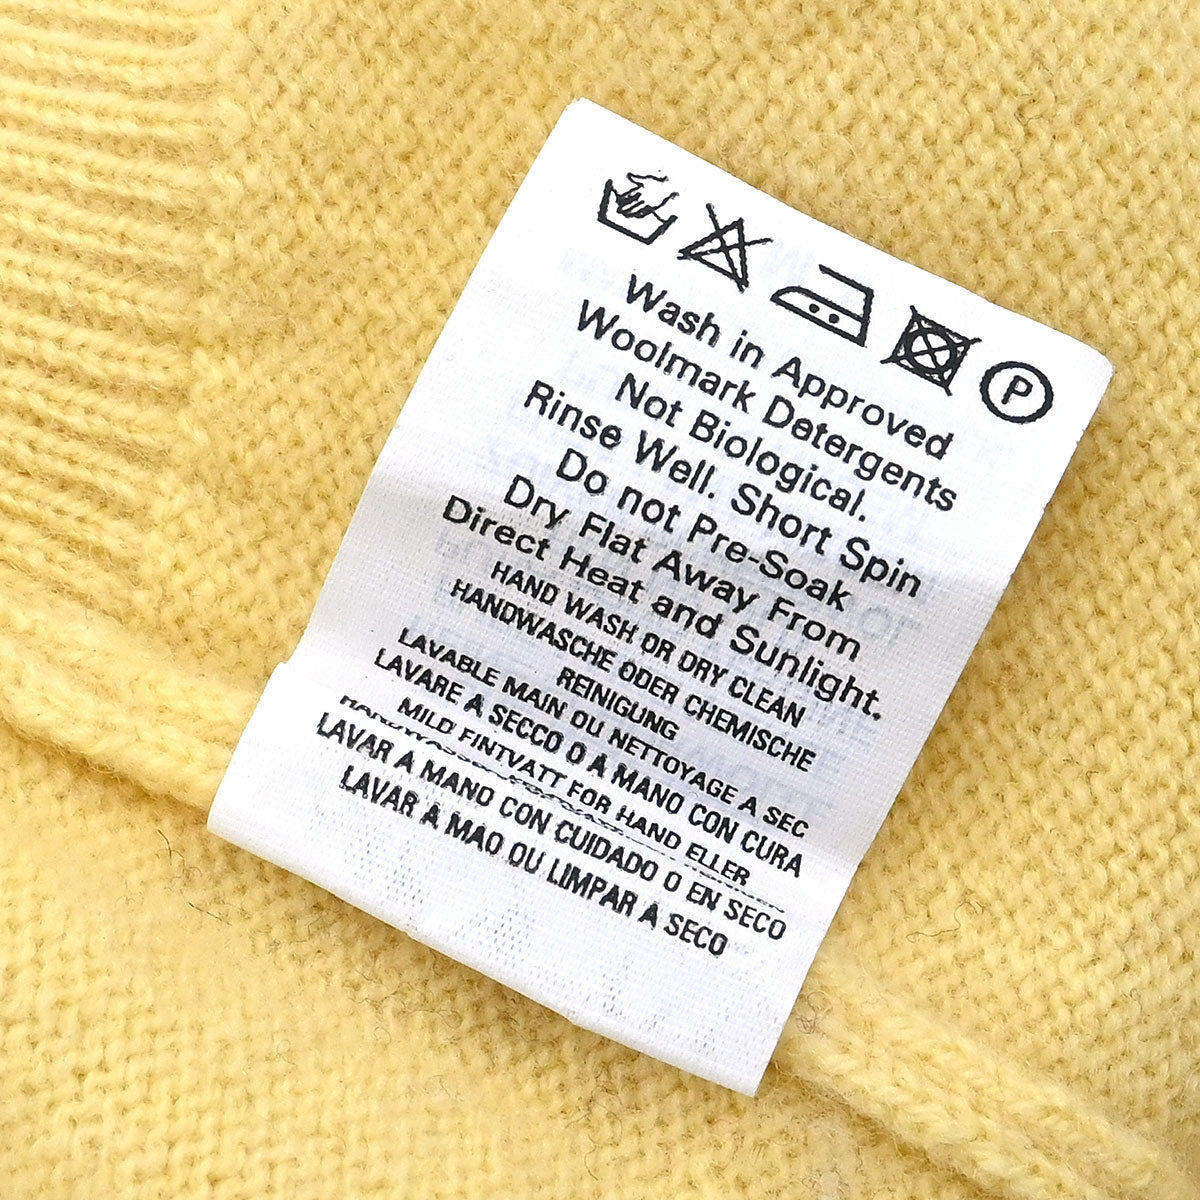 P
Wash in Approved
Woolmark Detergents
Not Biological.
Rinse Well. Short Spin
Do not Pre-Soak
Dry Flat Away From
Direct Heat and Sunlight.
HAND WASH OR DRY CLEAN
HANDWASCHE ODER CHEMISCHE
REINIGUNG
LAVABLE MAIN OU NETTOYAGE A SEC
LAVARE A SECCO O A MANO CON CURA
MILD FINTVATT FOR HAND ELLER
LAVAR A MANO CON CUIDADO O EN SECO
LAVAR A MAO OU LIMPAR A SECO